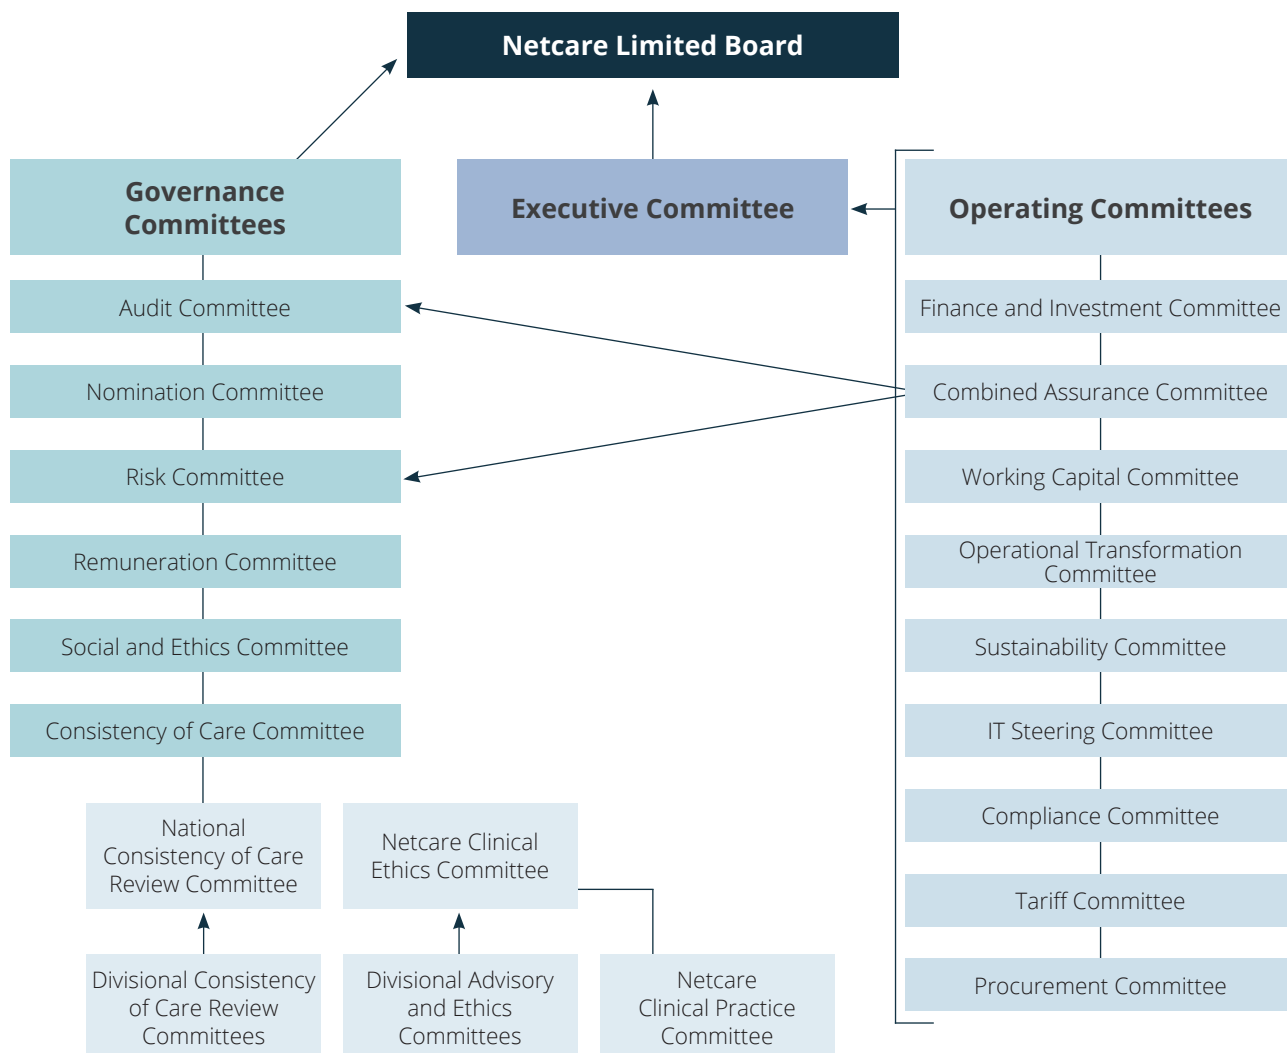 Netcare Limited Board
Governance
Committees
Executive Committee
Operating Committees
Audit Committee
Nomination Committee
Risk Committee
Remuneration Committee
Social and Ethics Committee
Consistency of Care Committee
National
Consistency of Care
Review Committee
Netcare Clinical
Ethics Committee
Divisional Consistency
of Care Review
Committees
Divisional Advisory
and Ethics
Committees
Netcare
Clinical Practice
Committee
Finance and Investment Committee
Combined Assurance Committee
Working Capital Committee
Operational Transformation
Committee
Sustainability Committee
IT Steering Committee
Compliance Committee
Tariff Committee
Procurement Committee